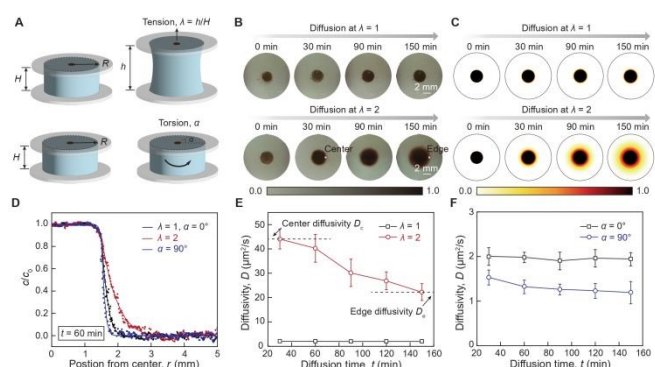 A
Tension, λ = h/H
R
H
h
Torsion, α
R
H
α
B
Diffusion at λ = 1
0 min 30 min 90 min 150 min
2 mm
Diffusion at λ = 2
0 min 30 min 90 min 150 min
Center Edge
2 mm
0.0 1.0
C
Diffusion at λ = 1
0 min 30 min 90 min 150 min
2 mm
Diffusion at λ = 2
0 min 30 min 90 min 150 min
2 mm
0.0 1.0
D
c/c₀
1.0
0.8
0.6
0.4
0.2
0.0
λ = 1, α = 0°
λ = 2
α = 90°
t = 60 min
0 1 2 3 4 5
Position from center, r (mm)
E
Diffusivity, D (μm²/s)
50
40
30
20
10
0
Center diffusivity Dc
λ = 1
λ = 2
Edge diffusivity De
20 40 60 80 100 120 140 160
Diffusion time, t (min)
F
Diffusivity, D (μm²/s)
3
2
1
0
α = 0°
α = 90°
20 40 60 80 100 120 140 160
Diffusion time, t (min)